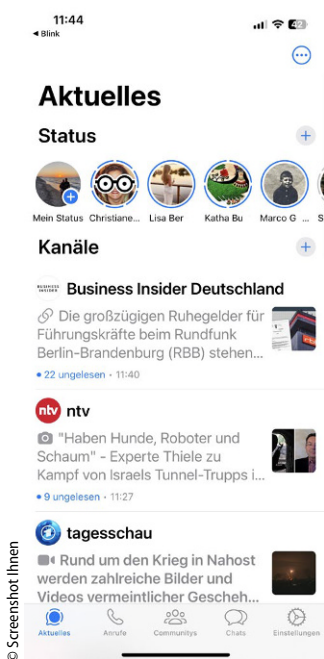 11:44
42
◄ Blink
Aktuelles
Status
Mein Status Christiane... Lisa Ber Katha Bu Marco G ... S
Kanäle
BUSINESS INSIDER
Business Insider Deutschland
Die großzügigen Ruhegelder für
Führungskräfte beim Rundfunk
Berlin-Brandenburg (RBB) stehen...
• 22 ungelesen · 11:40
ntv ntv
"Haben Hunde, Roboter und
Schaum" - Experte Thiele zu
Kampf von Israels Tunnel-Trupps i...
• 9 ungelesen · 11:27
tagesschau
Rund um den Krieg in Nahost
werden zahlreiche Bilder und
Videos vermeintlicher Gescheh...
Aktuelles Anrufe Communitys Chats Einstellungen
© Screenshot Ihnen